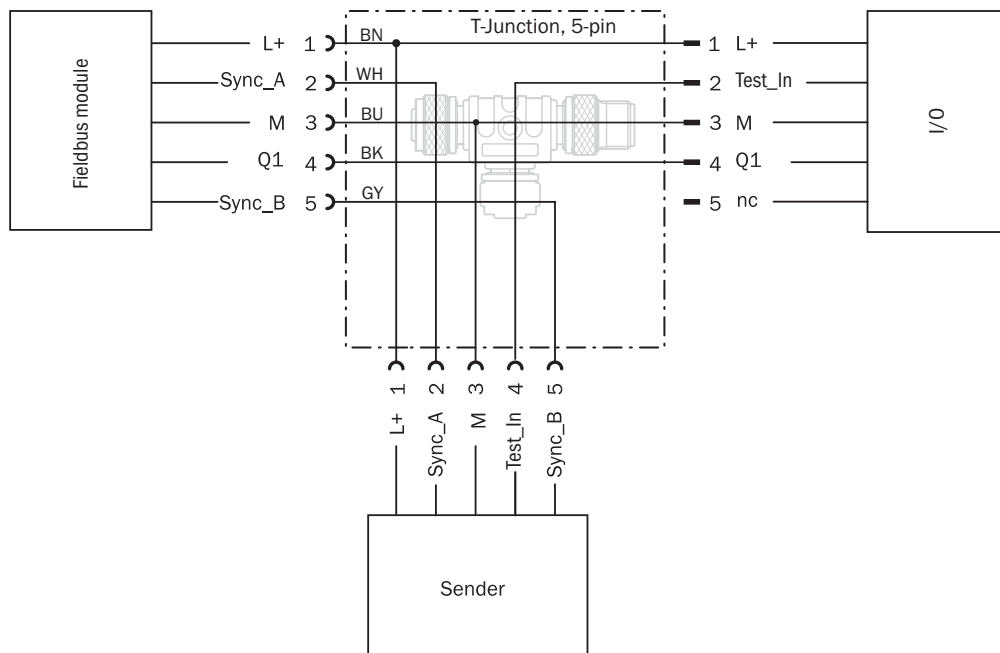 T-Junction, 5-pin
Fieldbus module
L+ 1 BN 1 L+
Sync_A 2 WH 2 Test_In
M 3 BU 3 M
Q1 4 BK 4 Q1
Sync_B 5 GY 5 nc
I/O
1 2 3 4 5
L+ Sync_A M Test_In Sync_B
Sender